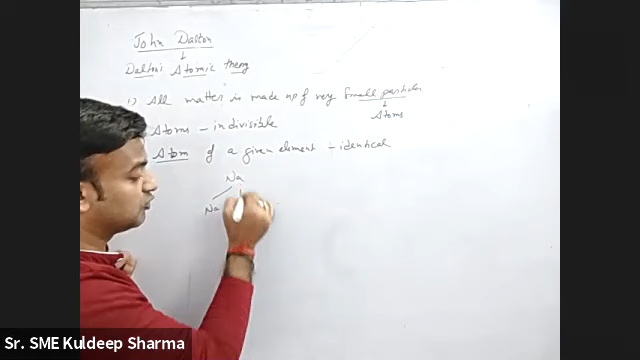 John Dalton
↓
Dalton's Atomic theory
1) All matter is made up of very small particles
↓
Atoms
Atoms - indivisible
Atom of a given element - identical
Na
Na
Sr. SME Kuldeep Sharma